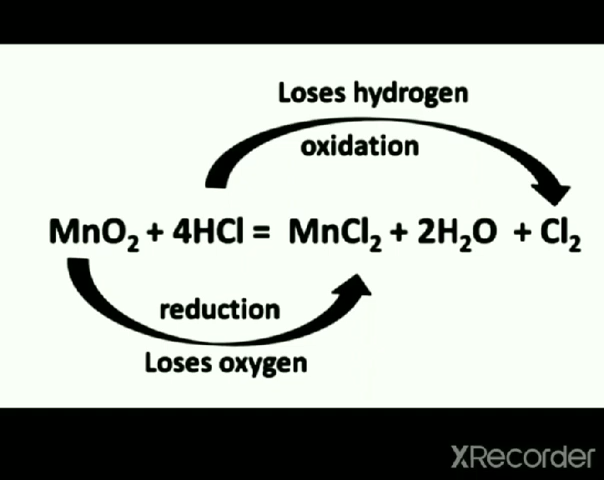 Loses hydrogen
oxidation
MnO₂ + 4HCl = MnCl₂ + 2H₂O + Cl₂
reduction
Loses oxygen
XRecorder